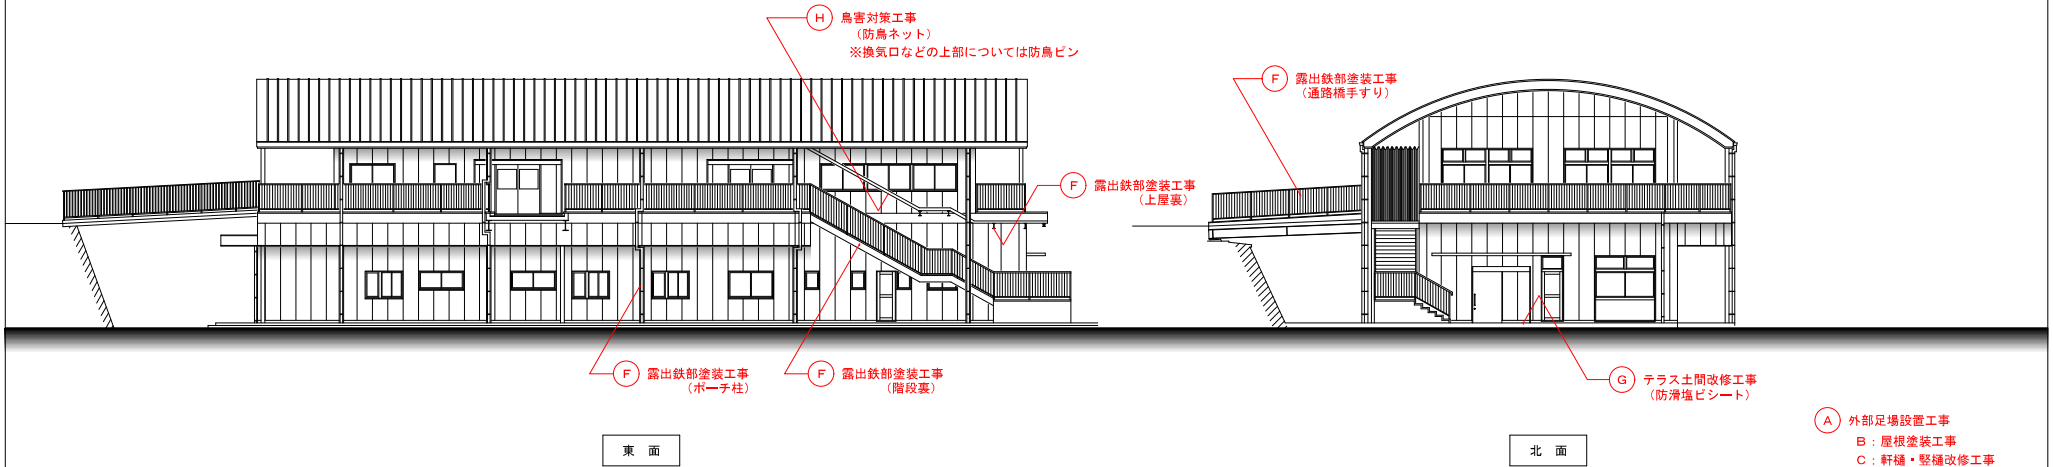 H 鳥害対策工事
（防鳥ネット）
※換気口などの上部については防鳥ピン
F 露出鉄部塗装工事
（上屋裏）
F 露出鉄部塗装工事
（ポーチ柱）
F 露出鉄部塗装工事
（階段裏）
東 面
F 露出鉄部塗装工事
（通路橋手すり）
G テラス土間改修工事
（防滑塩ビシート）
北 面
A 外部足場設置工事
B：屋根塗装工事
C：軒樋・竪樋改修工事